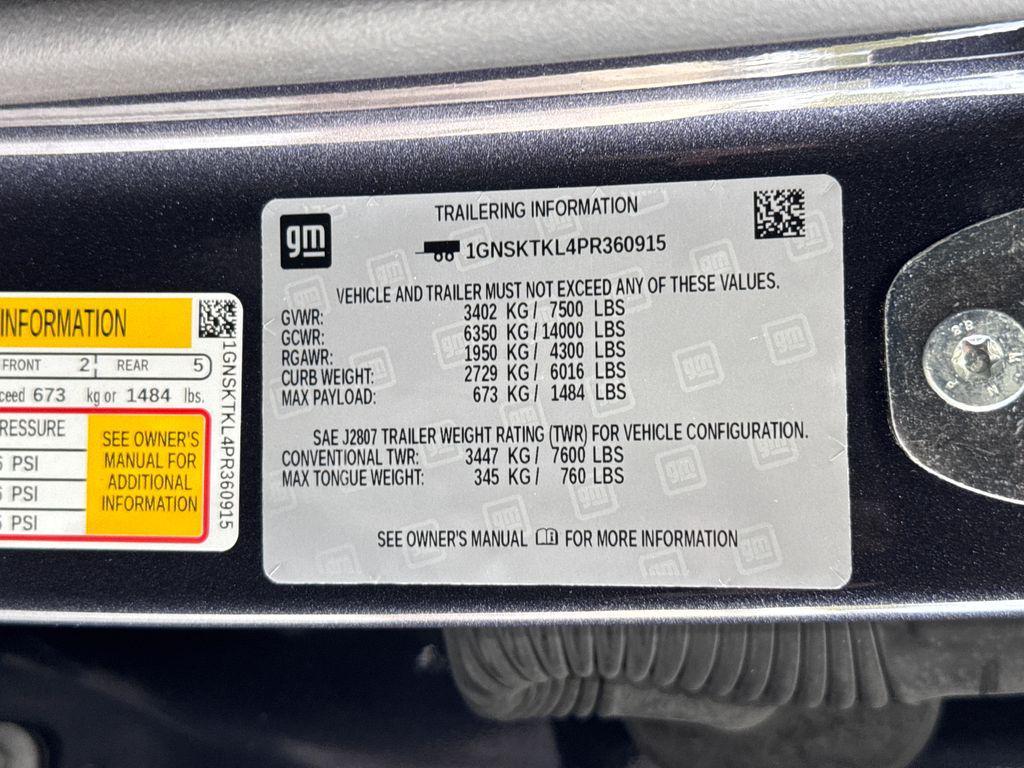 gm
TRAILERING INFORMATION
1GNSKTKL4PR360915
VEHICLE AND TRAILER MUST NOT EXCEED ANY OF THESE VALUES.
GVWR: 3402 KG/ 7500 LBS
GCWR: 6350 KG/14000 LBS
RGAWR: 1950 KG/ 4300 LBS
CURB WEIGHT: 2729 KG/ 6016 LBS
MAX PAYLOAD: 673 KG/ 1484 LBS
SAE J2807 TRAILER WEIGHT RATING (TWR) FOR VEHICLE CONFIGURATION.
CONVENTIONAL TWR: 3447 KG/ 7600 LBS
MAX TONGUE WEIGHT: 345 KG/ 760 LBS
SEE OWNER'S MANUAL FOR MORE INFORMATION
INFORMATION
FRONT 2 REAR 5
673 kg or 1484 lbs.
PSI
PSI
PSI
SEE OWNER'S
MANUAL FOR
ADDITIONAL
INFORMATION
1GNSKTKL4PR360915